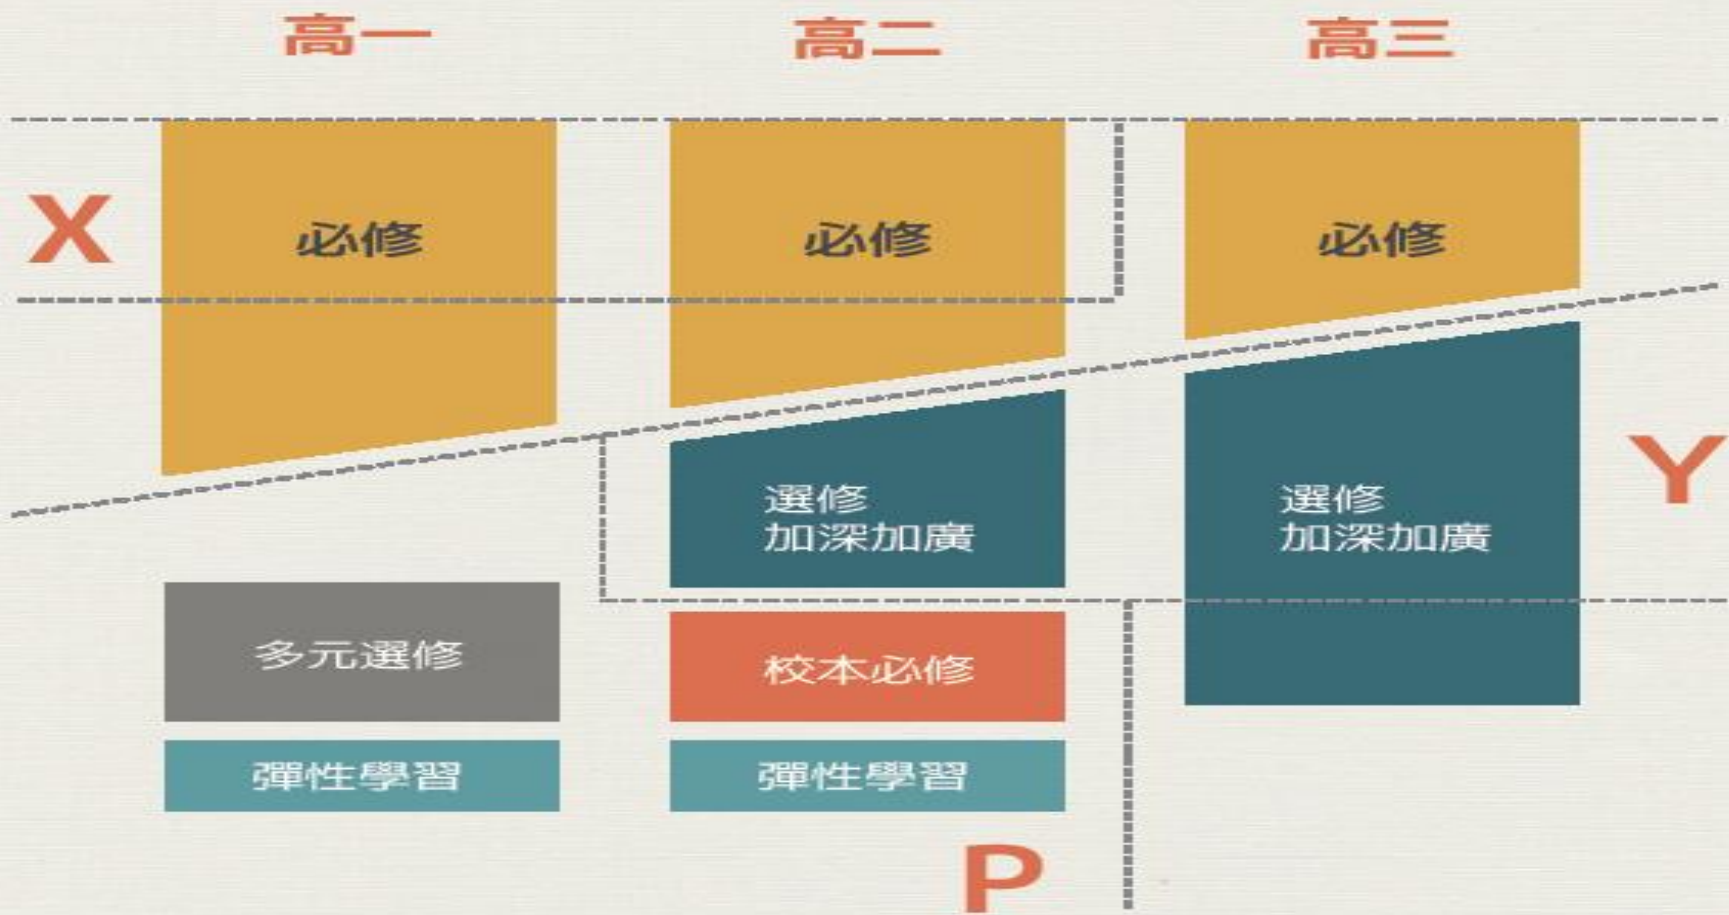 高一
高二
高三
X
必修
必修
必修
選修
加深加廣
選修
加深加廣
Y
多元選修
校本必修
彈性學習
彈性學習
P